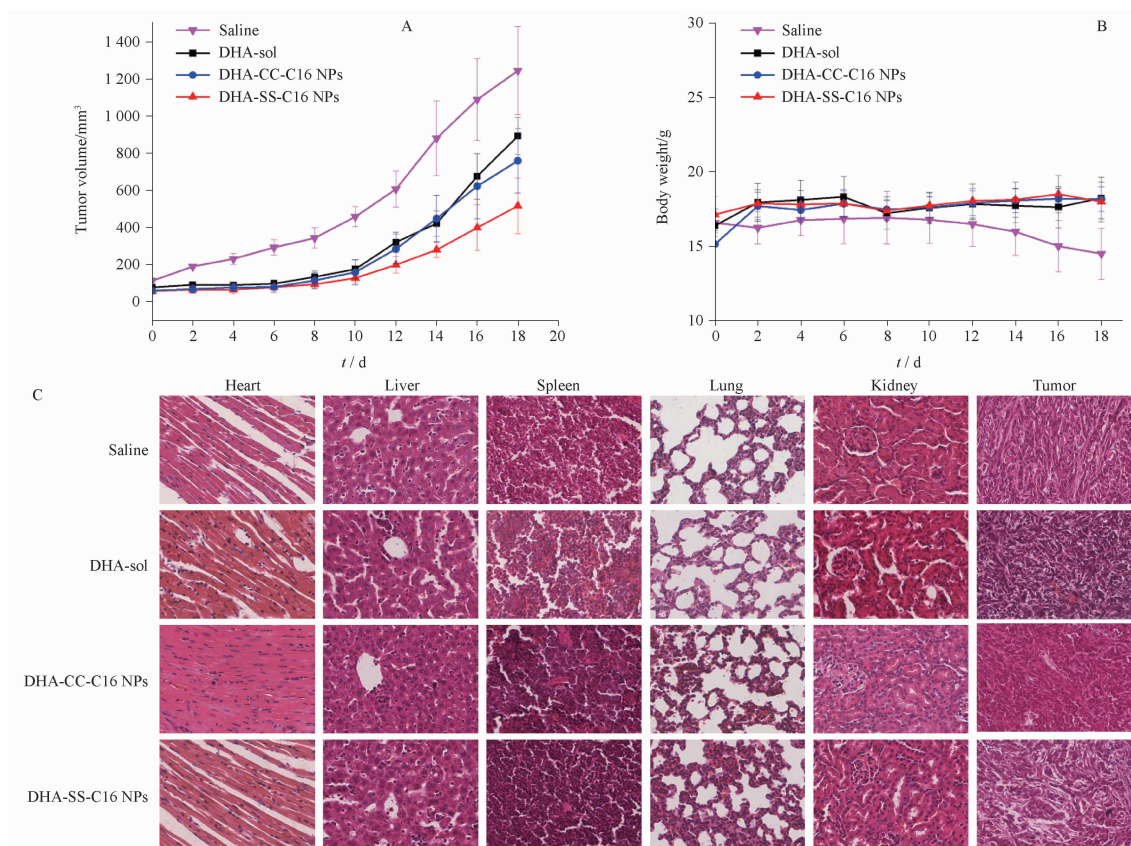 Saline
DHA-sol
DHA-CC-C16 NPs
DHA-SS-C16 NPs
A
1 400
1 200
1 000
800
600
400
200
0
Tumor volume/mm³
0 2 4 6 8 10 12 14 16 18 20
t / d
Saline
DHA-sol
DHA-CC-C16 NPs
DHA-SS-C16 NPs
B
30
25
20
15
10
Body weight/g
0 2 4 6 8 10 12 14 16 18
t / d
C
Heart Liver Spleen Lung Kidney Tumor
Saline
DHA-sol
DHA-CC-C16 NPs
DHA-SS-C16 NPs